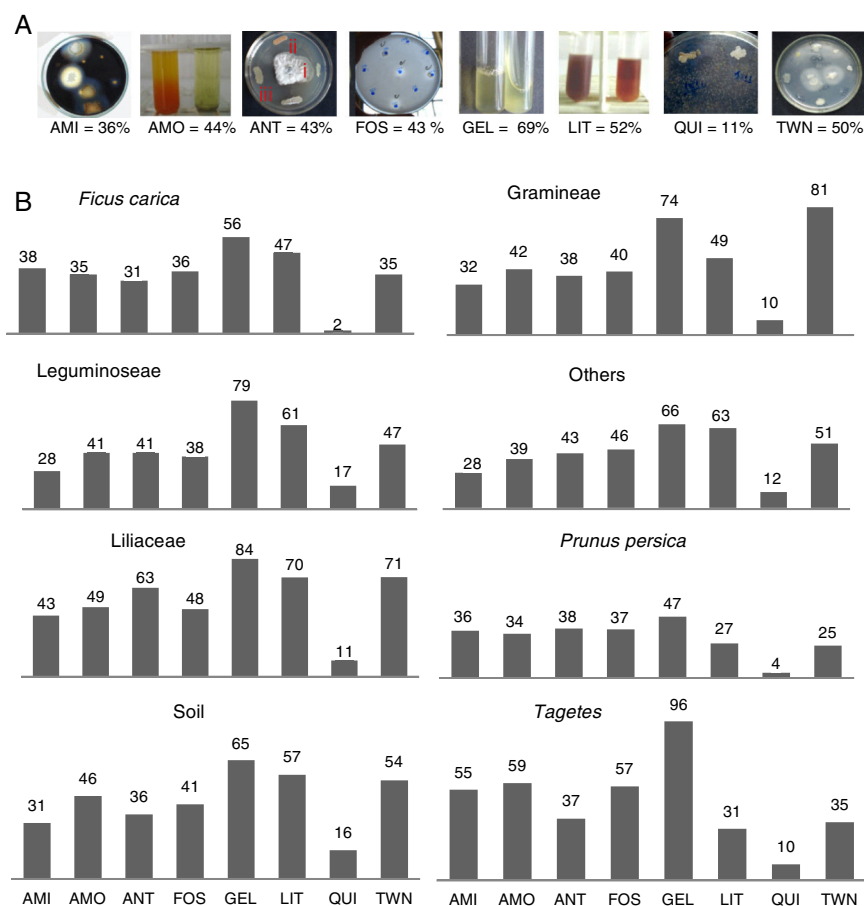 A
ii
i
iii
AMI = 36% AMO = 44% ANT = 43% FOS = 43 % GEL = 69% LIT = 52% QUI = 11% TWN = 50%
B
Ficus carica
38 35 31 36 56 47 2 35
Gramineae
32 42 38 40 74 49 10 81
Leguminoseae
28 41 41 38 79 61 17 47
Others
28 39 43 46 66 63 12 51
Liliaceae
43 49 63 48 84 70 11 71
Prunus persica
36 34 38 37 47 27 4 25
Soil
31 46 36 41 65 57 16 54
AMI AMO ANT FOS GEL LIT QUI TWN
Tagetes
55 59 37 57 96 31 10 35
AMI AMO ANT FOS GEL LIT QUI TWN